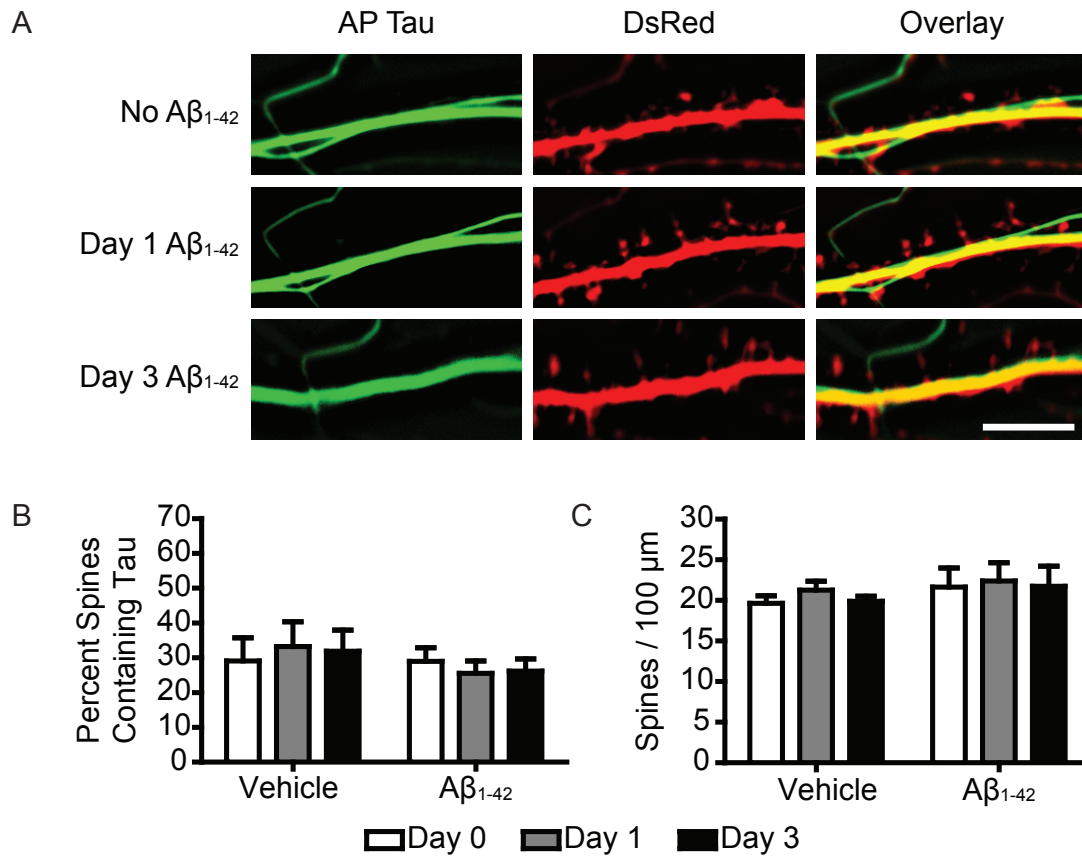 A
AP Tau DsRed Overlay
No Aβ1-42
Day 1 Aβ1-42
Day 3 Aβ1-42
B
Percent Spines
Containing Tau
70
60
50
40
30
20
10
0
Vehicle Aβ1-42
C
Spines / 100 µm
30
25
20
15
10
5
0
Vehicle Aβ1-42
Day 0 Day 1 Day 3